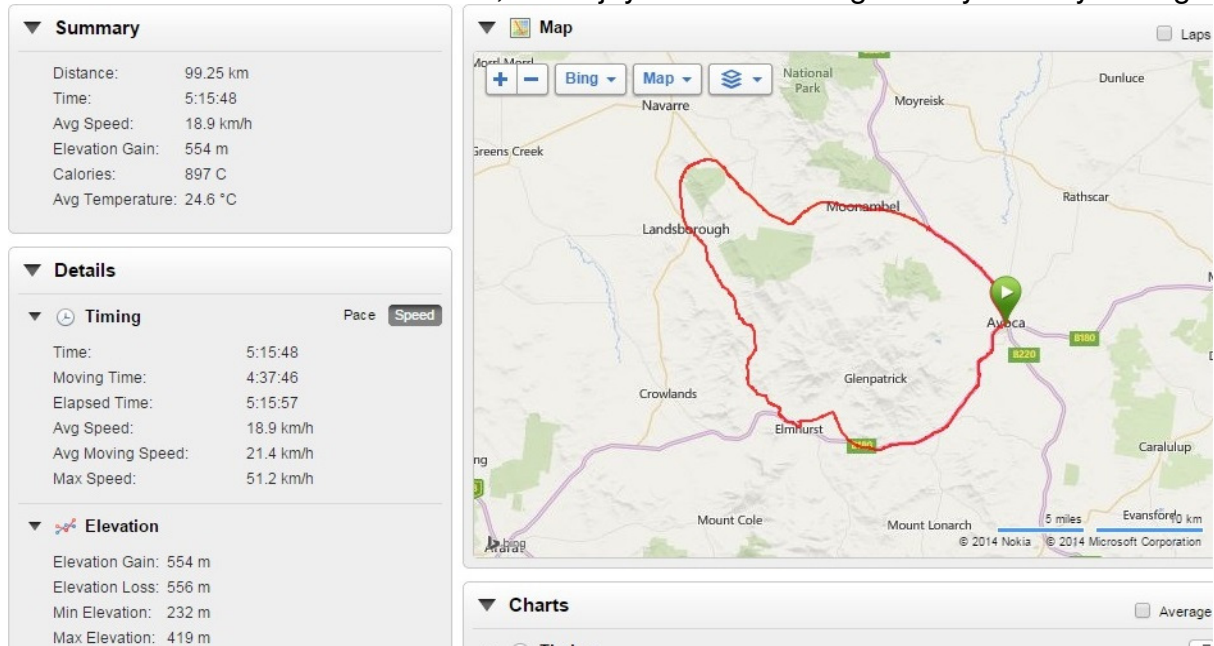 Summary
Distance: 99.25 km
Time: 5:15:48
Avg Speed: 18.9 km/h
Elevation Gain: 554 m
Calories: 897 C
Avg Temperature: 24.6 °C
Details
Timing Pace Speed
Time: 5:15:48
Moving Time: 4:37:46
Elapsed Time: 5:15:57
Avg Speed: 18.9 km/h
Avg Moving Speed: 21.4 km/h
Max Speed: 51.2 km/h
Elevation
Elevation Gain: 554 m
Elevation Loss: 556 m
Min Elevation: 232 m
Max Elevation: 419 m
Map Laps
+ − Bing Map
National
Park
Dunluce
Navarre
Moyreisk
Greens Creek
Rathscar
Moonambel
Landsborough
Avoca
B180
B220
Glenpatrick
Crowlands
Elmhurst
Caralulup
Mount Cole
Mount Lonarch
5 miles
Evansford
10 km
Ararat
bing
© 2014 Nokia © 2014 Microsoft Corporation
Charts Average